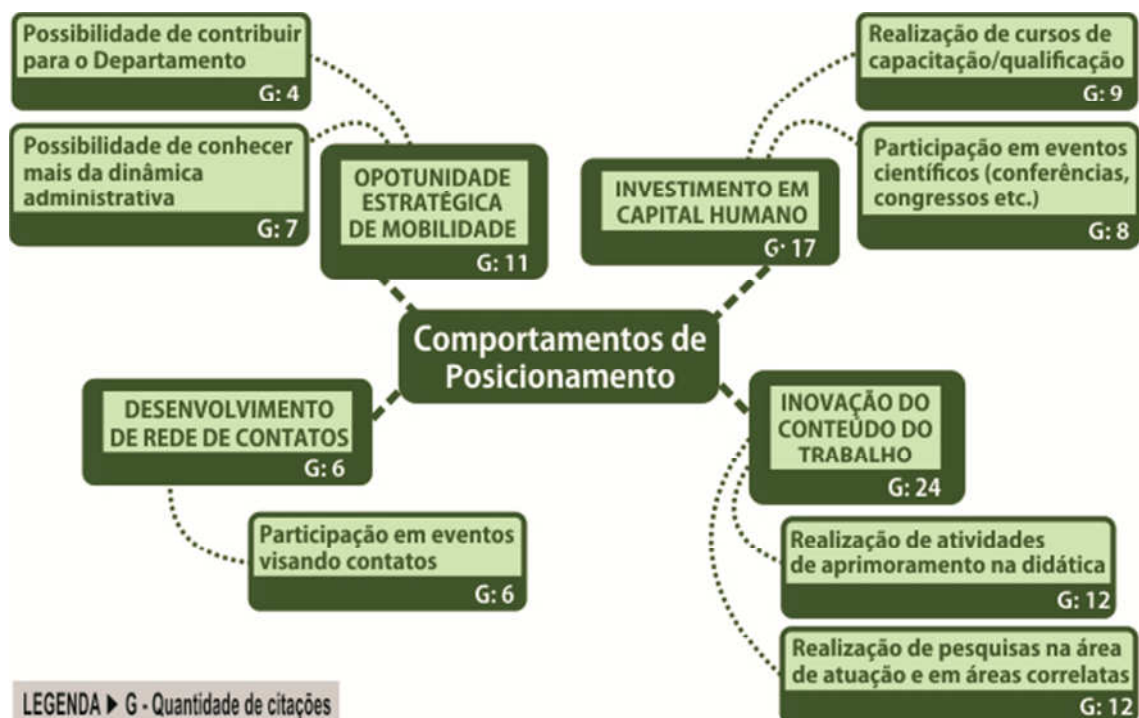 Possibilidade de contribuir
para o Departamento
G: 4
Possibilidade de conhecer
mais da dinâmica
administrativa
G: 7
OPOTUNIDADE
ESTRATÉGICA
DE MOBILIDADE
G: 11
Realização de cursos de
capacitação/qualificação
G: 9
Participação em eventos
científicos (conferências,
congressos etc.)
G: 8
INVESTIMENTO EM
CAPITAL HUMANO
G: 17
Comportamentos de
Posicionamento
DESENVOLVIMENTO
DE REDE DE CONTATOS
G: 6
Participação em eventos
visando contatos
G: 6
INOVAÇÃO DO
CONTEÚDO DO
TRABALHO
G: 24
Realização de atividades
de aprimoramento na didática
G: 12
Realização de pesquisas na área
de atuação e em áreas correlatas
G: 12
LEGENDA ▶ G - Quantidade de citações